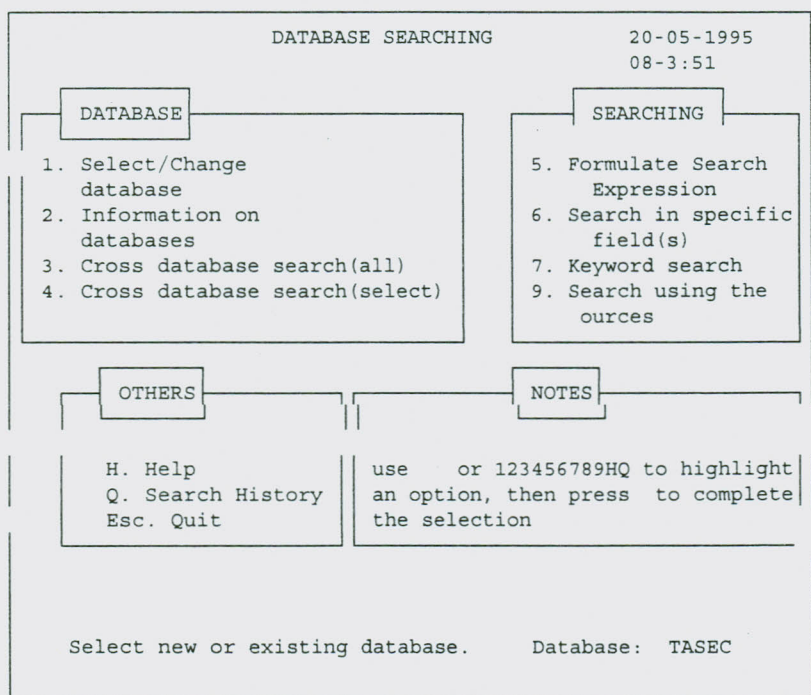 DATABASE SEARCHING 20-05-1995
08-3:51
DATABASE
1. Select/Change
database
2. Information on
databases
3. Cross database search(all)
4. Cross database search(select)
SEARCHING
5. Formulate Search
Expression
6. Search in specific
field(s)
7. Keyword search
9. Search using the
ources
OTHERS
H. Help
Q. Search History
Esc. Quit
NOTES
use or 123456789HQ to highlight
an option, then press to complete
the selection
Select new or existing database. Database: TASEC